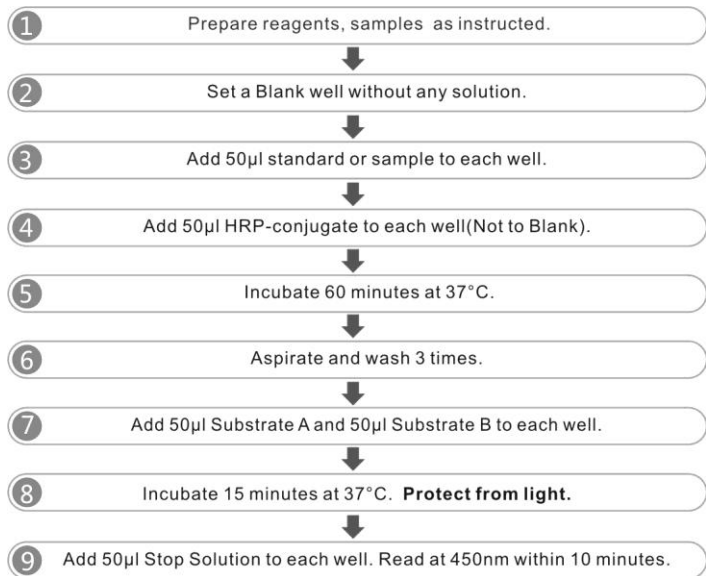 1 Prepare reagents, samples as instructed.
2 Set a Blank well without any solution.
3 Add 50μl standard or sample to each well.
4 Add 50μl HRP-conjugate to each well(Not to Blank).
5 Incubate 60 minutes at 37°C.
6 Aspirate and wash 3 times.
7 Add 50μl Substrate A and 50μl Substrate B to each well.
8 Incubate 15 minutes at 37°C. Protect from light.
9 Add 50μl Stop Solution to each well. Read at 450nm within 10 minutes.